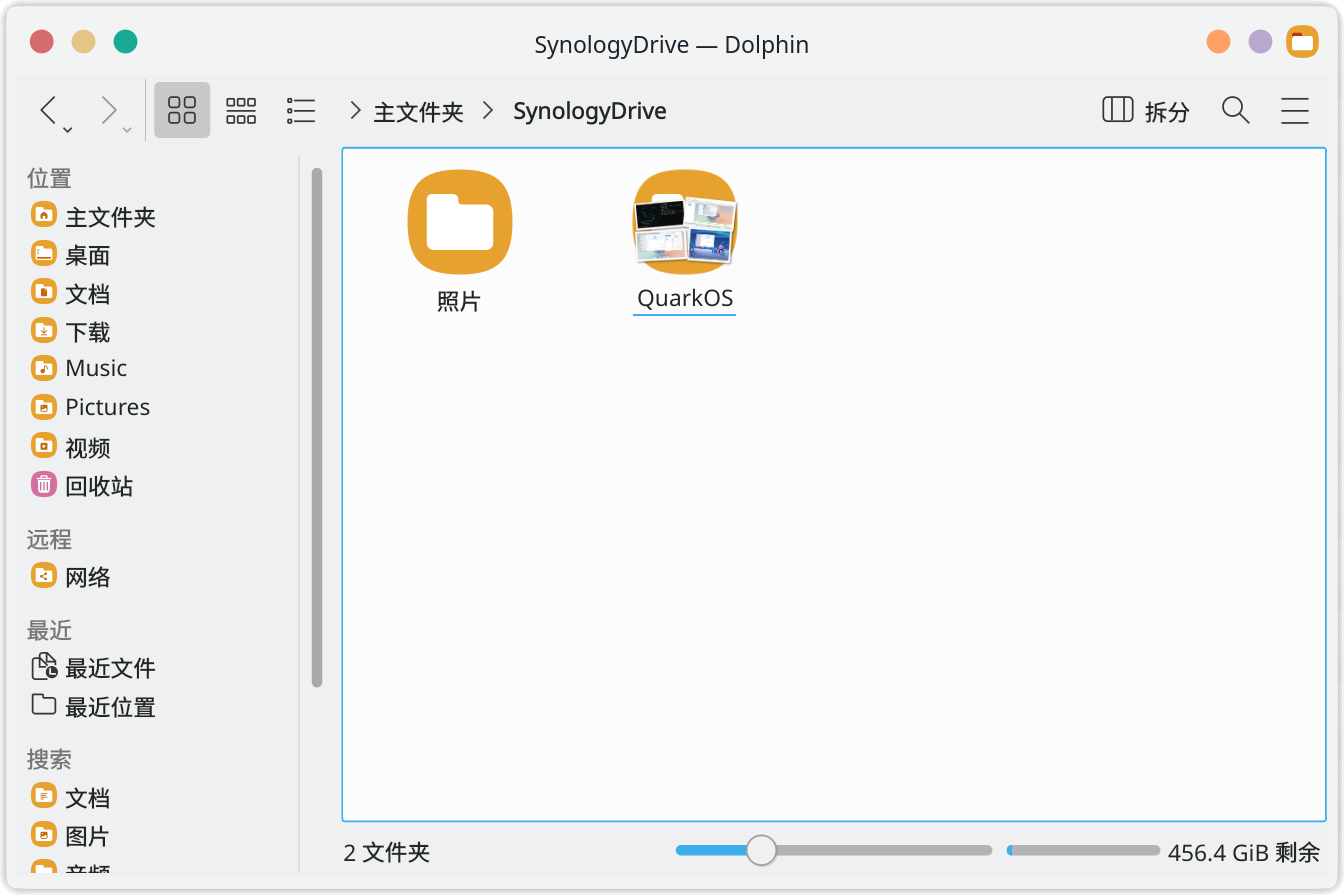 SynologyDrive — Dolphin
主文件夹
SynologyDrive
拆分
位置
主文件夹
桌面
文档
下载
Music
Pictures
视频
回收站
远程
网络
最近
最近文件
最近位置
搜索
文档
图片
音频
照片
QuarkOS
2 文件夹
456.4 GiB 剩余